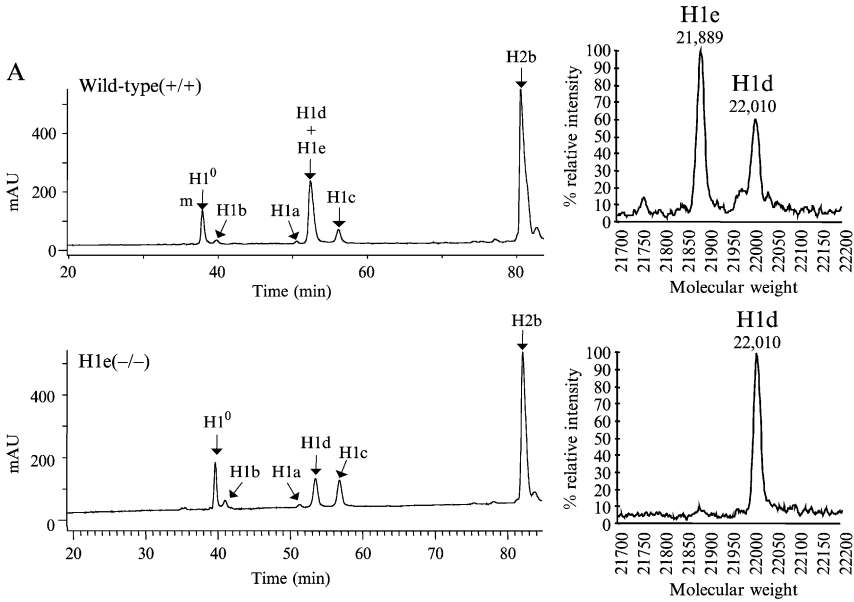 A
Wild-type(+/+)
mAU
400
200
0
H1⁰
m
H1b
H1a
H1d
+
H1e
H1c
H2b
20
40
60
80
Time (min)
H1e
21,889
H1d
22,010
% relative intensity
100
90
80
70
60
50
40
30
20
10
0
21700
21750
21800
21850
21900
21950
22000
22050
22100
22150
22200
Molecular weight
H1e(–/–)
mAU
400
200
0
H1⁰
H1b
H1a
H1d
H1c
H2b
20
30
40
50
60
70
80
Time (min)
H1d
22,010
% relative intensity
100
90
80
70
60
50
40
30
20
10
0
21700
21750
21800
21850
21900
21950
22000
22050
22100
22150
22200
Molecular weight